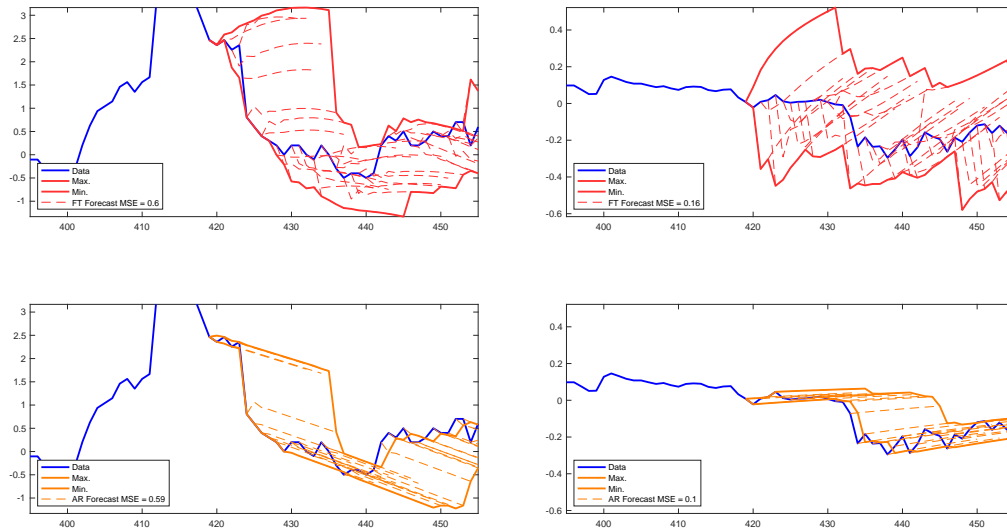 3
2.5
2
1.5
1
0.5
0
-0.5
-1
Data
Max.
Min.
FT Forecast MSE = 0.6
400 410 420 430 440 450
0.4
0.2
0
-0.2
-0.4
-0.6
Data
Max.
Min.
FT Forecast MSE = 0.16
400 410 420 430 440 450
3
2.5
2
1.5
1
0.5
0
-0.5
-1
Data
Max.
Min.
AR Forecast MSE = 0.59
400 410 420 430 440 450
0.4
0.2
0
-0.2
-0.4
-0.6
Data
Max.
Min.
AR Forecast MSE = 0.1
400 410 420 430 440 450